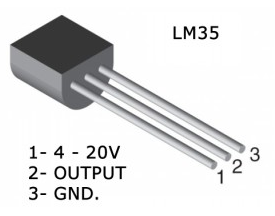 LM35
3
2
1
1- 4 - 20V
2- OUTPUT
3- GND.